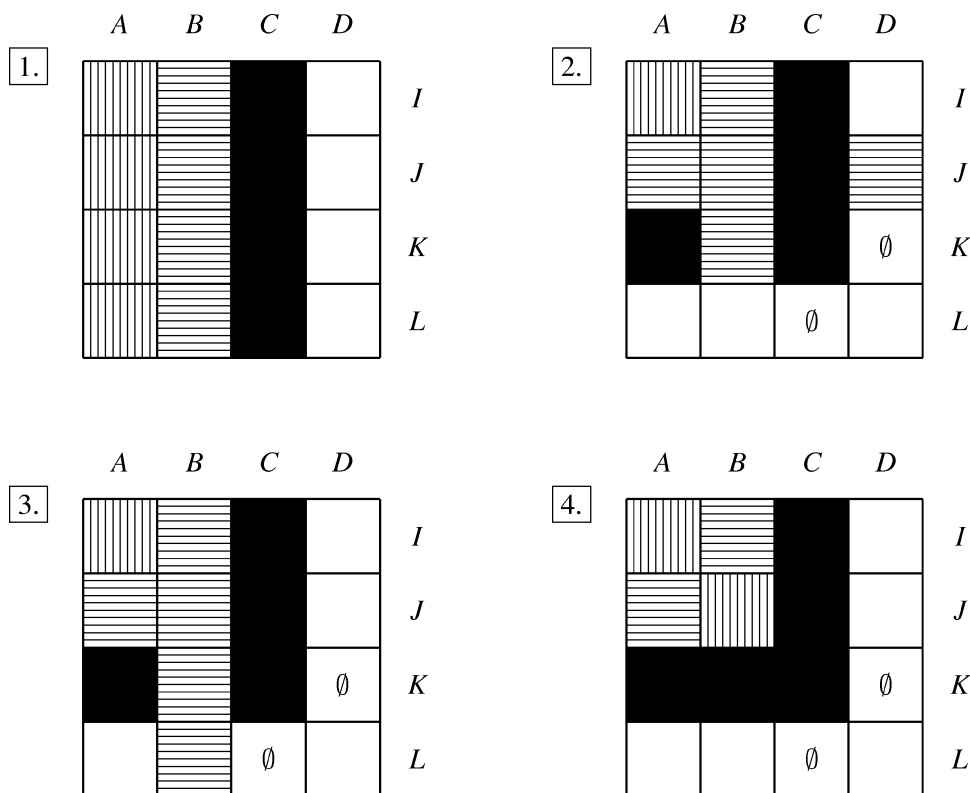 A B C D A B C D
1. 2.
I I
J J
K ∅ K
L ∅ L
A B C D A B C D
3. 4.
I I
J J
∅ K ∅ K
∅ L ∅ L